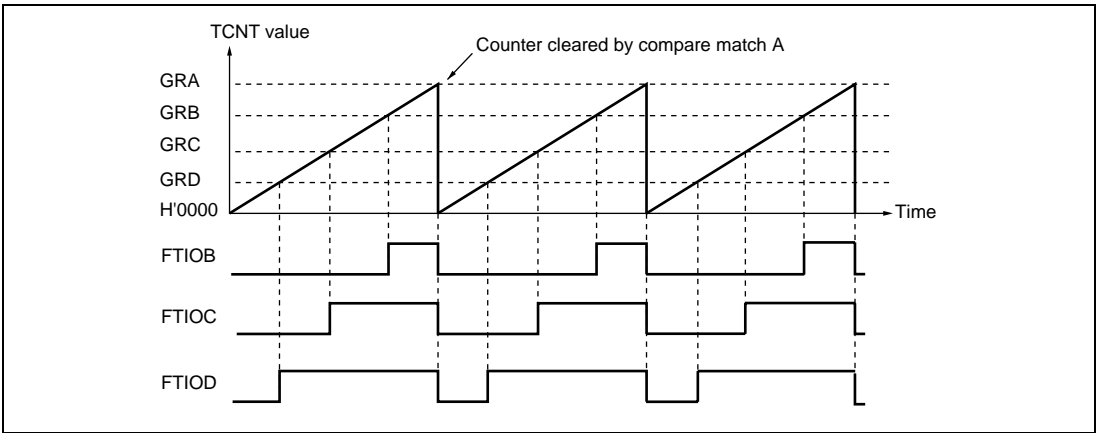 TCNT value
Counter cleared by compare match A
GRA
GRB
GRC
GRD
H'0000
Time
FTIOB
FTIOC
FTIOD